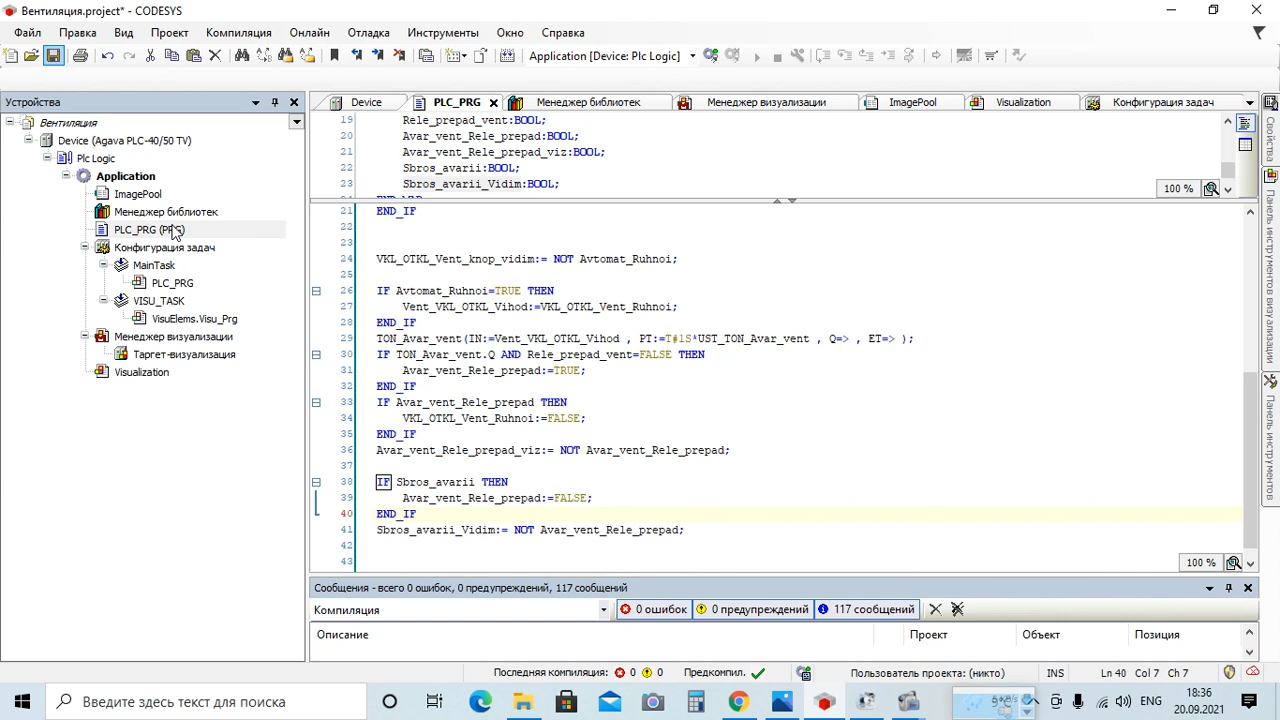 Вентиляция.project* - CODESYS
Файл Правка Вид Проект Компиляция Онлайн Отладка Инструменты Окно Справка
Application [Device: Plc Logic]
Устройства
Device PLC_PRG Менеджер библиотек Менеджер визуализации ImagePool Visualization Конфигурация задач
Вентиляция
Device (Agava PLC-40/50 TV)
Plc Logic
Application
ImagePool
Менеджер библиотек
PLC_PRG (PRG)
Конфигурация задач
MainTask
PLC_PRG
VISU_TASK
VisuElems.Visu_Prg
Менеджер визуализации
Таргет-визуализация
Visualization
19 Rele_prepad_vent:BOOL;
20 Avar_vent_Rele_prepad:BOOL;
21 Avar_vent_Rele_prepad_viz:BOOL;
22 Sbros_avarii:BOOL;
23 Sbros_avarii_Vidim:BOOL;
100 %
21 END_IF
22
23
24 VKL_OTKL_Vent_knop_vidim:= NOT Avtomat_Ruhnoi;
25
26 IF Avtomat_Ruhnoi=TRUE THEN
27 Vent_VKL_OTKL_Vihod:=VKL_OTKL_Vent_Ruhnoi;
28 END_IF
29 TON_Avar_vent(IN:=Vent_VKL_OTKL_Vihod , PT:=T#1S*UST_TON_Avar_vent , Q=> , ET=> );
30 IF TON_Avar_vent.Q AND Rele_prepad_vent=FALSE THEN
31 Avar_vent_Rele_prepad:=TRUE;
32 END_IF
33 IF Avar_vent_Rele_prepad THEN
34 VKL_OTKL_Vent_Ruhnoi:=FALSE;
35 END_IF
36 Avar_vent_Rele_prepad_viz:= NOT Avar_vent_Rele_prepad;
37
38 IF Sbros_avarii THEN
39 Avar_vent_Rele_prepad:=FALSE;
40 END_IF
41 Sbros_avarii_Vidim:= NOT Avar_vent_Rele_prepad;
42
43
100 %
Свойства
Панель инструментов визуализации
Панель инструментов
Сообщения - всего 0 ошибок, 0 предупреждений, 117 сообщений
Компиляция 0 ошибок 0 предупреждений 117 сообщений
Описание Проект Объект Позиция
Последняя компиляция: 0 0 Предкомпил. Пользователь проекта: (никто) INS Ln 40 Col 7 Ch 7
Введите здесь текст для поиска
ENG
18:36
20.09.2021